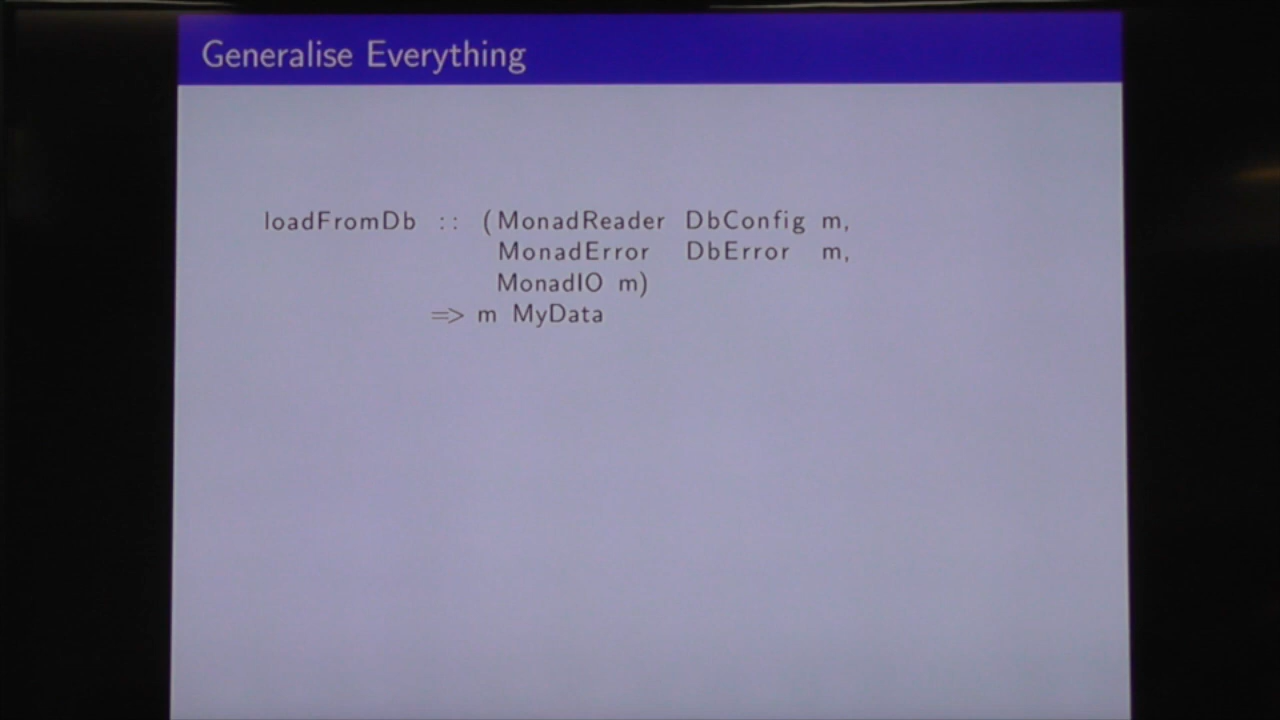 Generalise Everything
loadFromDb :: (MonadReader DbConfig m,
MonadError DbError m,
MonadIO m)
=> m MyData